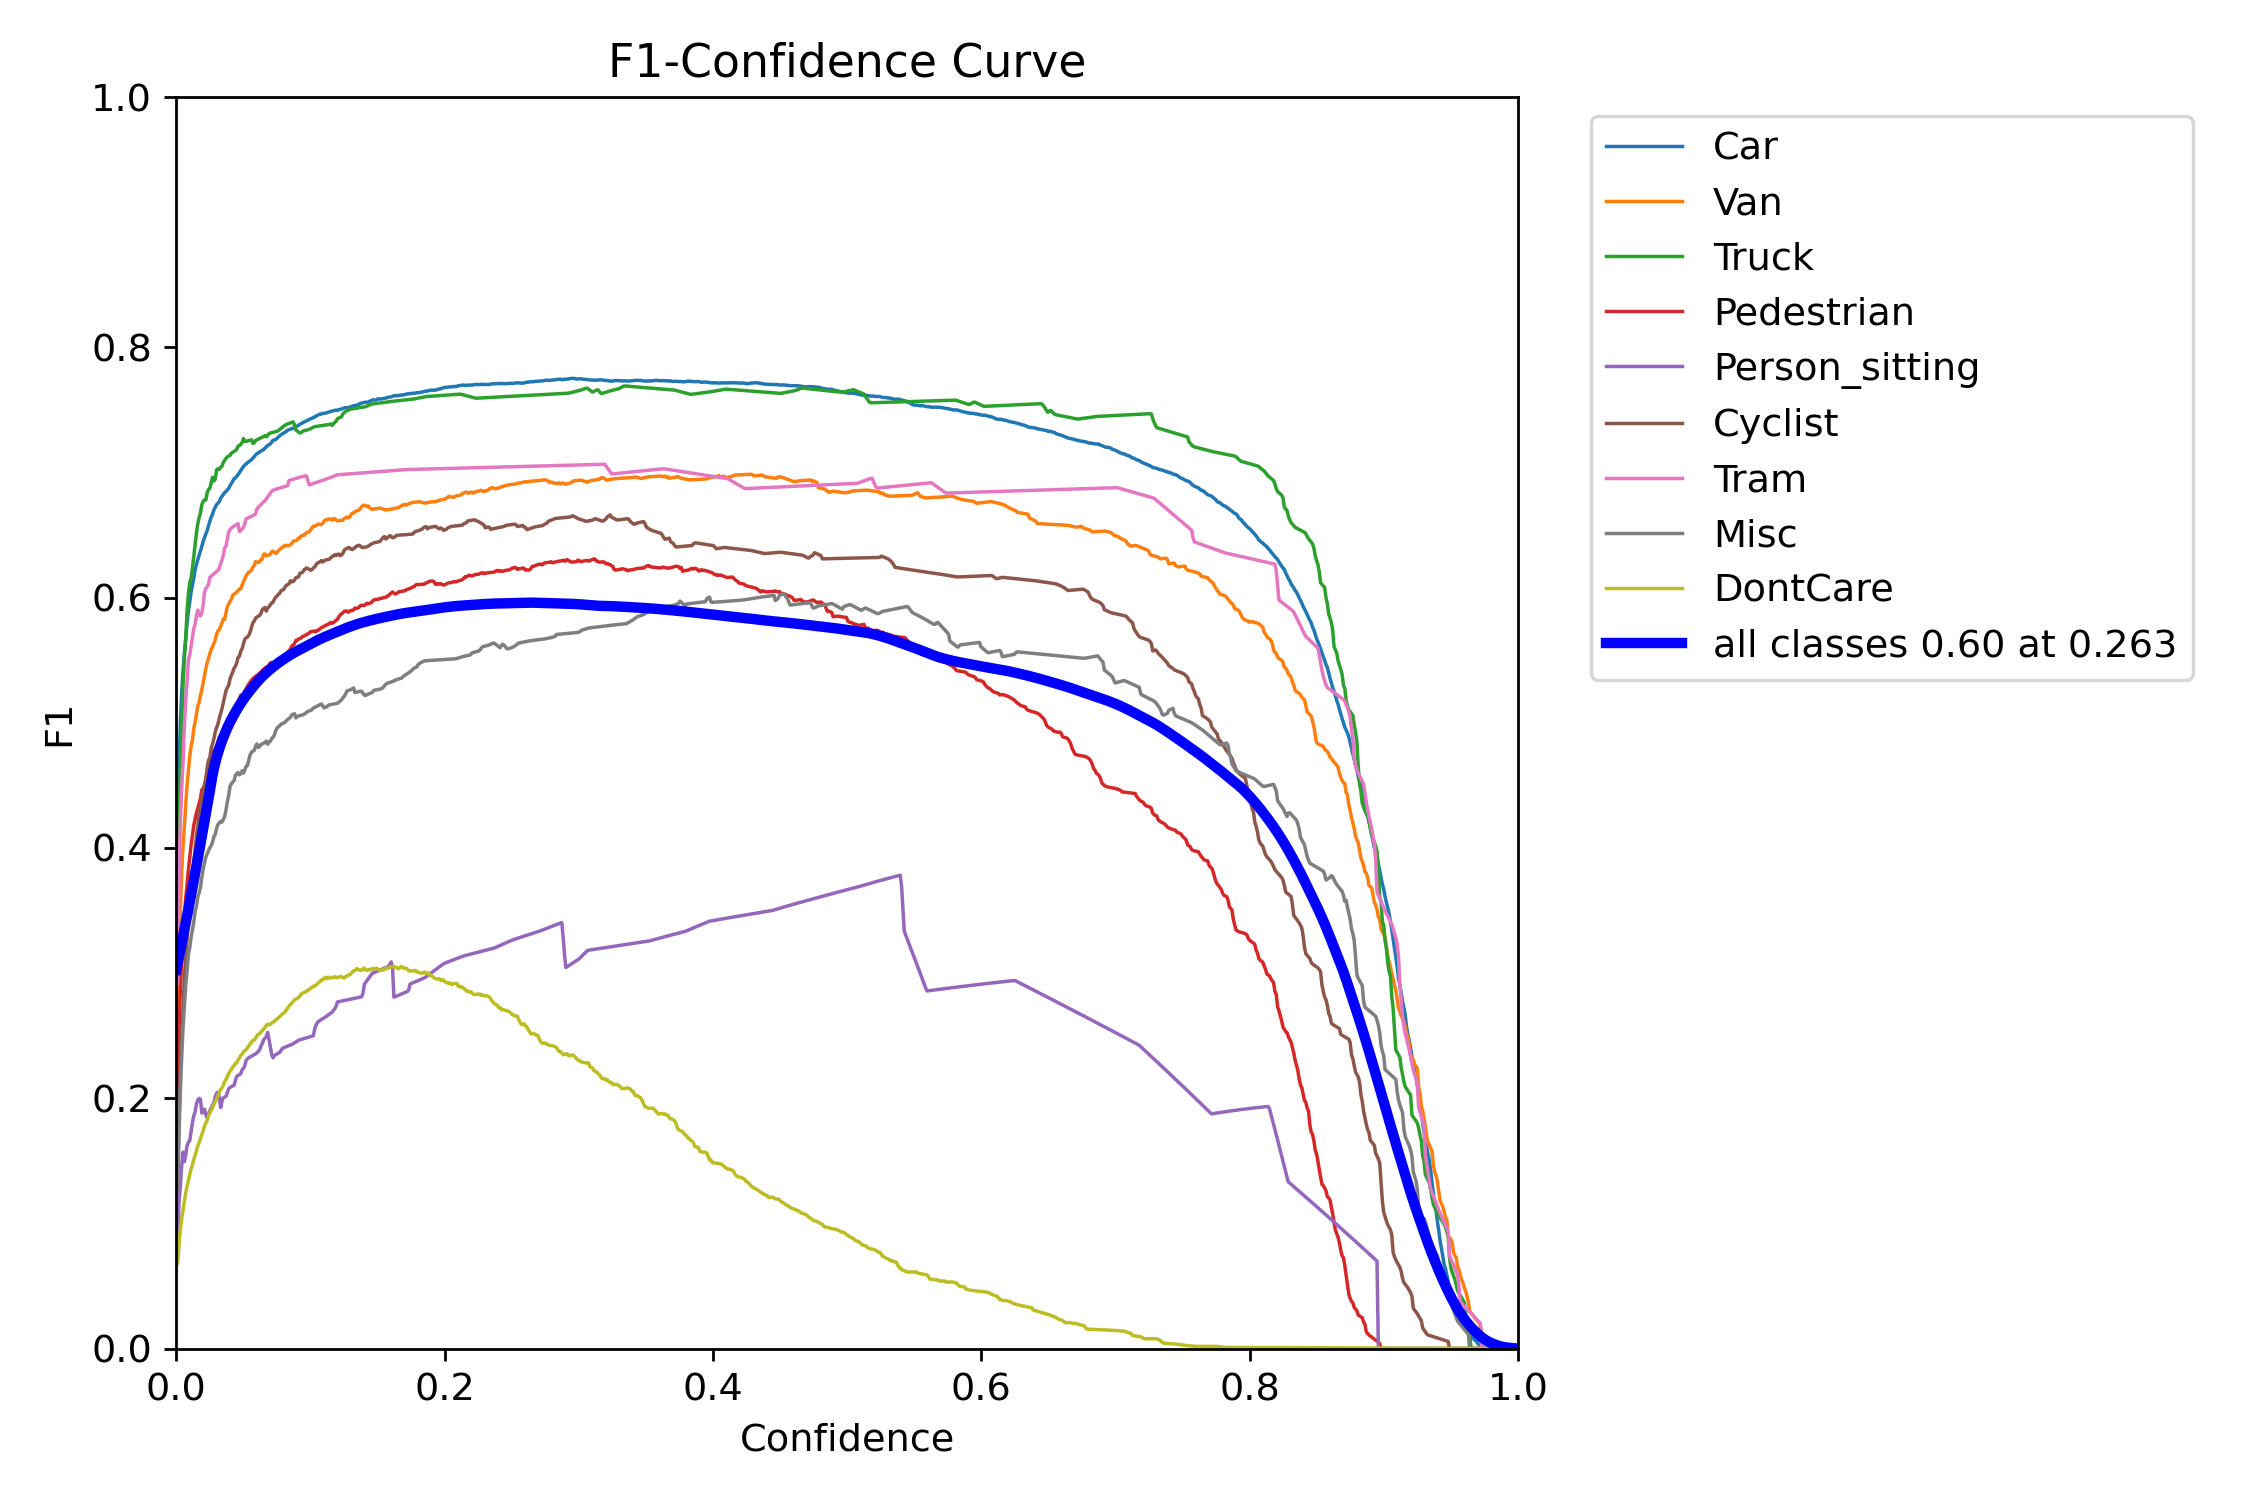 F1-Confidence Curve
1.0
0.8
0.6
0.4
0.2
0.0
F1
0.0 0.2 0.4 0.6 0.8 1.0
Confidence
Car
Van
Truck
Pedestrian
Person_sitting
Cyclist
Tram
Misc
DontCare
all classes 0.60 at 0.263